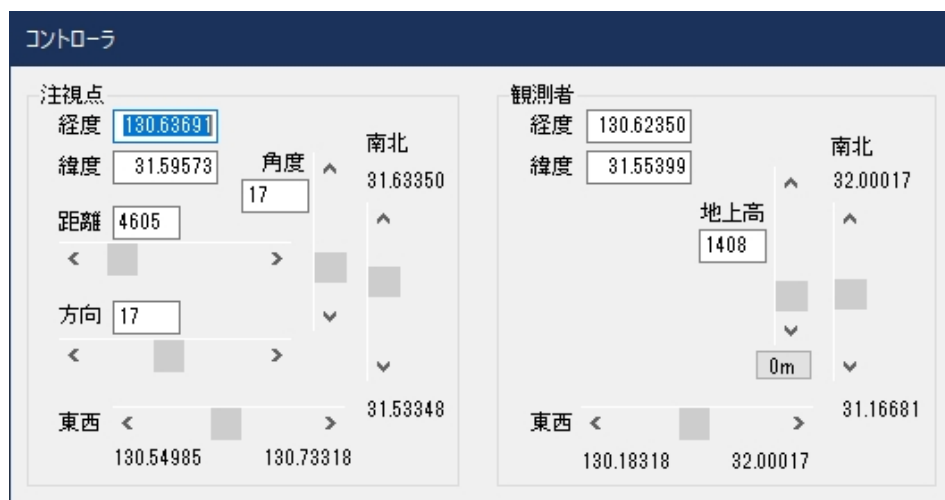 コントローラ
注視点
経度 130.63691
緯度 31.59573
角度
17
南北
31.63350
距離 4605
方向 17
東西
31.53348
130.54985 130.73318
観測者
経度 130.62350
緯度 31.55399
南北
32.00017
地上高
1408
0m
東西
31.16681
130.18318 32.00017